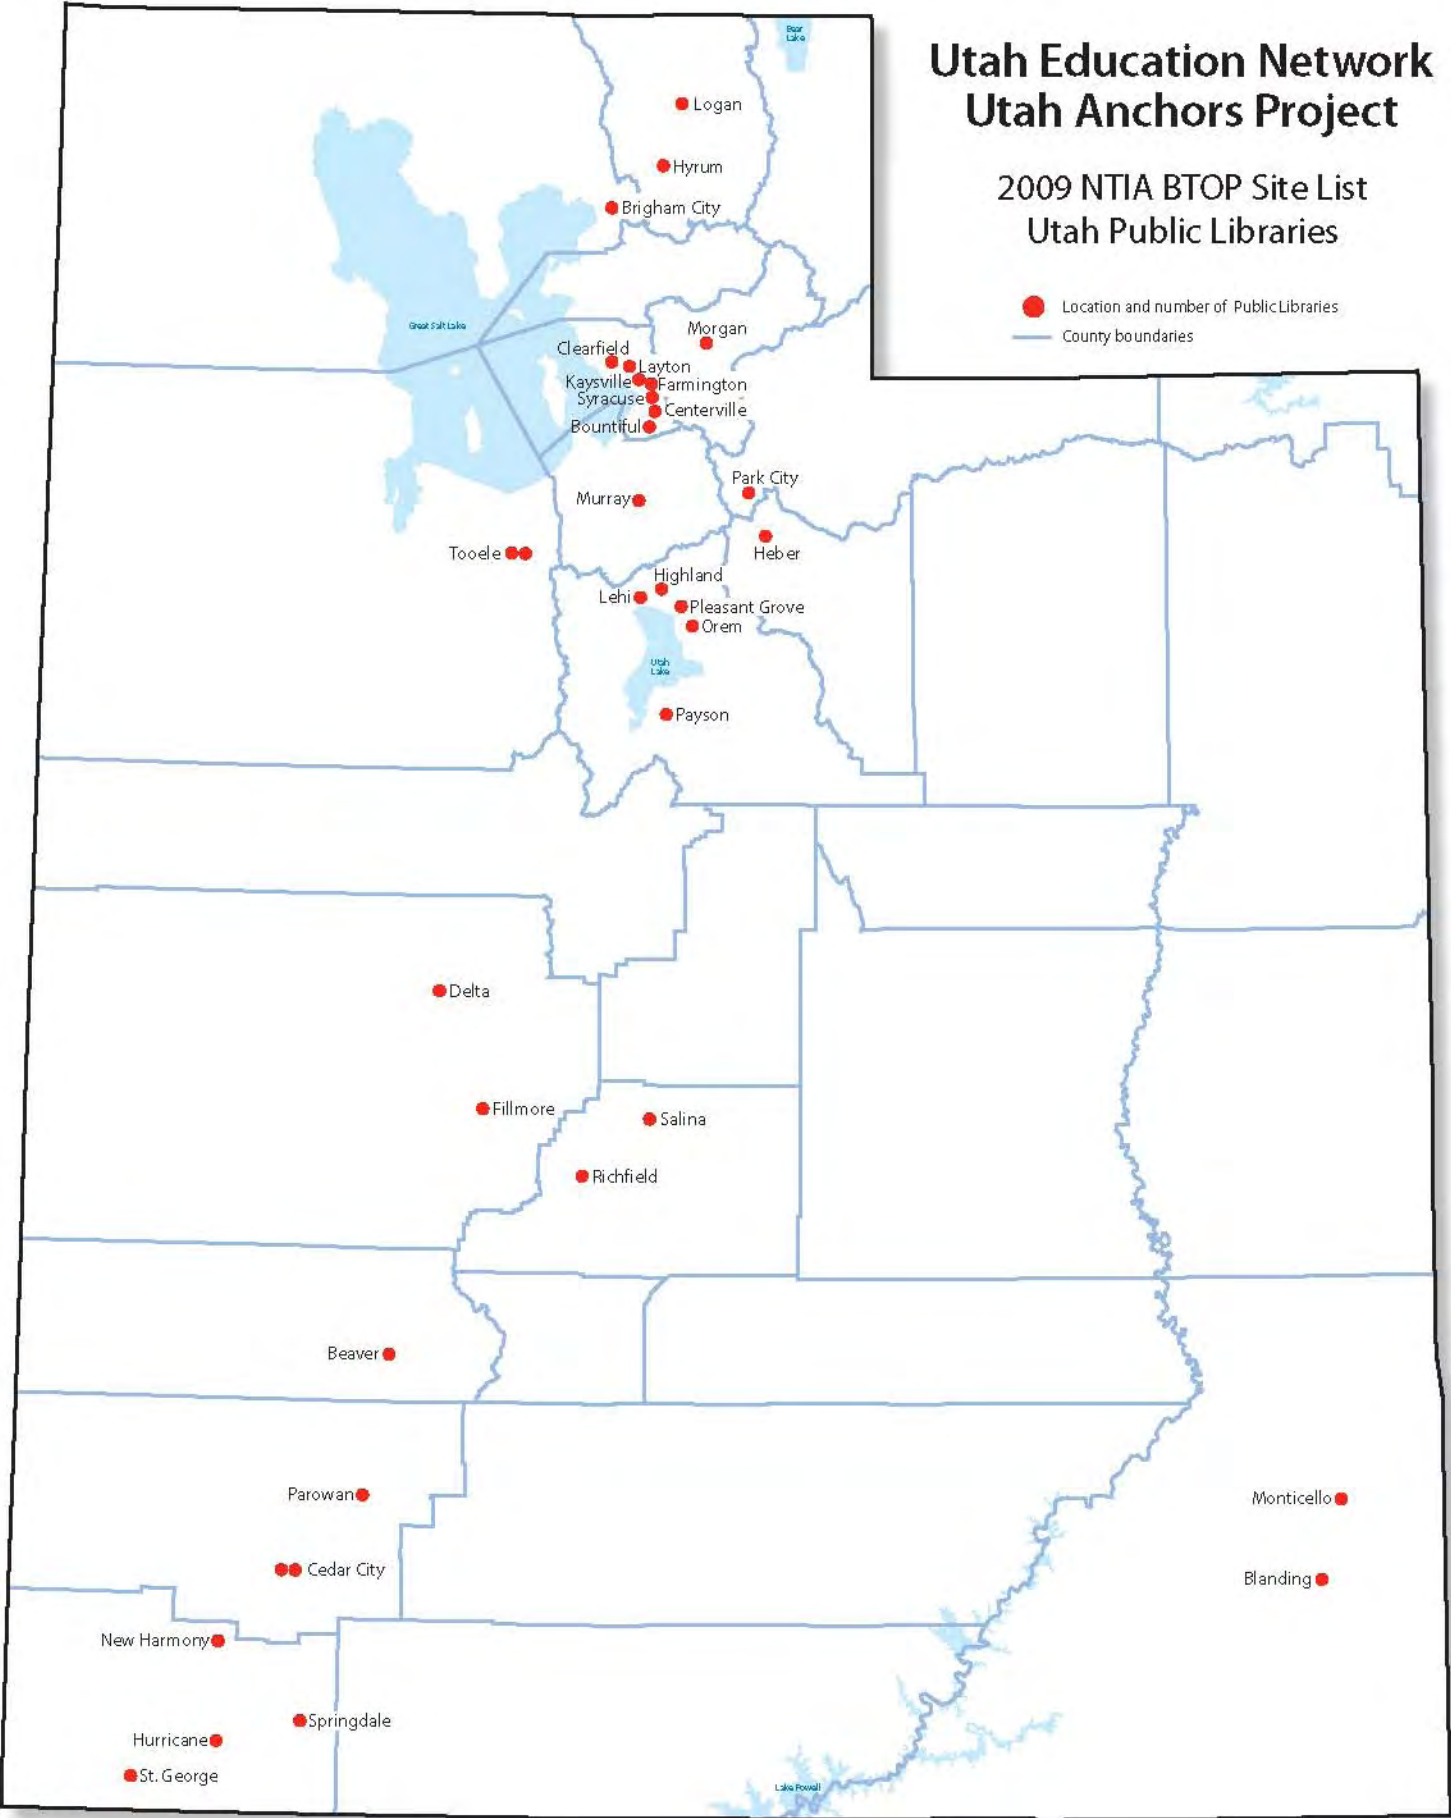 Utah Education Network
Utah Anchors Project
2009 NTIA BTOP Site List
Utah Public Libraries
Location and number of Public Libraries
County boundaries
Bear
Lake
Logan
Hyrum
Brigham City
Great Salt Lake
Morgan
Clearfield
Layton
Kaysville
Farmington
Syracuse
Centerville
Bountiful
Park City
Murray
Tooele
Heber
Highland
Lehi
Pleasant Grove
Orem
Utah
Lake
Payson
Delta
Fillmore
Salina
Richfield
Beaver
Parowan
Monticello
Cedar City
Blanding
New Harmony
Springdale
Hurricane
St. George
Lake Powell